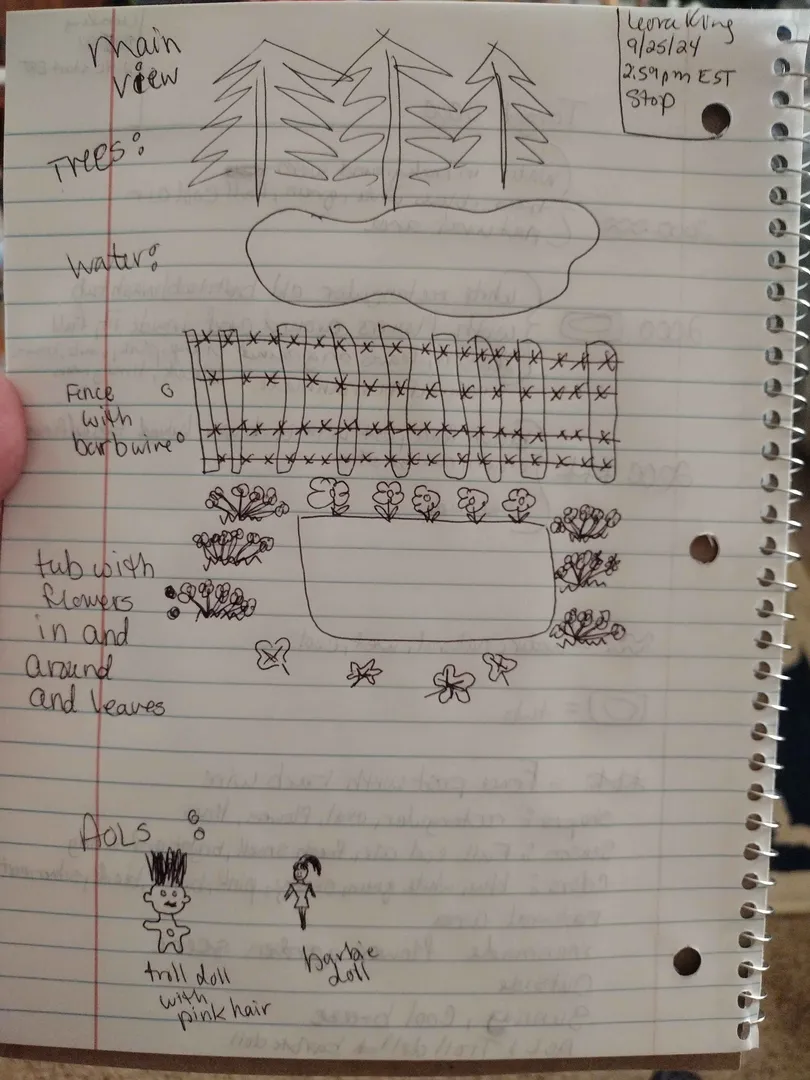 main
view
Leora King
9/25/24
2:59pm EST
Stop
Trees:
Water:
Fence
with
barbwire
tub with
flowers
in and
around
and leaves
AOLS :
troll doll
with
pink hair
barbie
doll